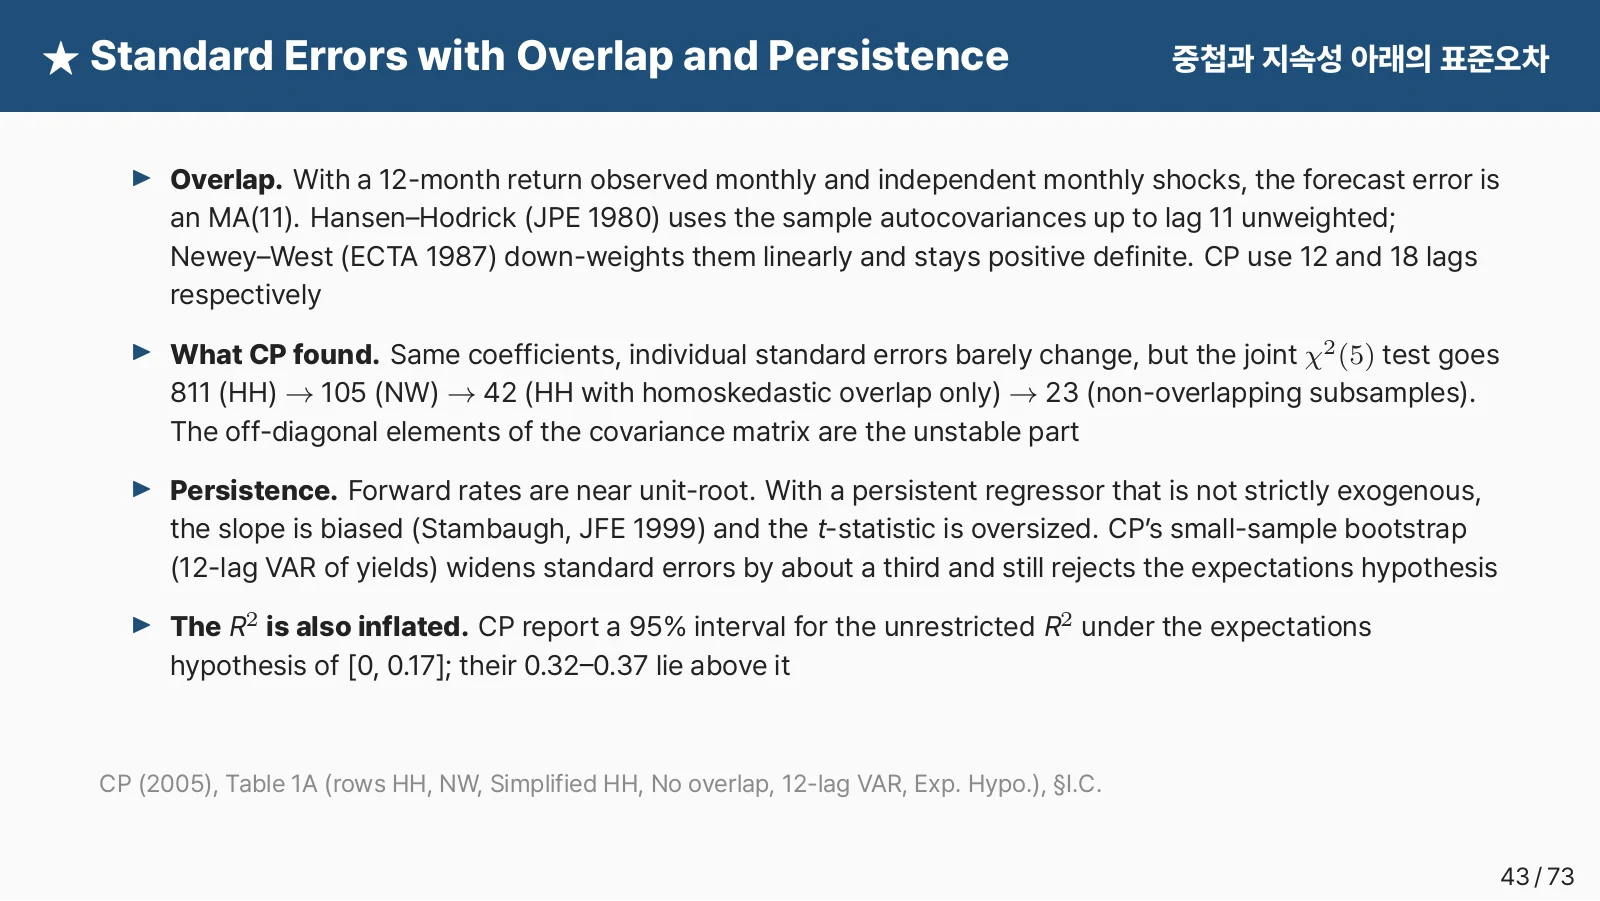 ★ Standard Errors with Overlap and Persistence
중첩과 지속성 아래의 표준오차
▶ Overlap. With a 12-month return observed monthly and independent monthly shocks, the forecast error is
an MA(11). Hansen–Hodrick (JPE 1980) uses the sample autocovariances up to lag 11 unweighted;
Newey–West (ECTA 1987) down-weights them linearly and stays positive definite. CP use 12 and 18 lags
respectively
▶ What CP found. Same coefficients, individual standard errors barely change, but the joint χ²(5) test goes
811 (HH) → 105 (NW) → 42 (HH with homoskedastic overlap only) → 23 (non-overlapping subsamples).
The off-diagonal elements of the covariance matrix are the unstable part
▶ Persistence. Forward rates are near unit-root. With a persistent regressor that is not strictly exogenous,
the slope is biased (Stambaugh, JFE 1999) and the t-statistic is oversized. CP’s small-sample bootstrap
(12-lag VAR of yields) widens standard errors by about a third and still rejects the expectations hypothesis
▶ The R² is also inflated. CP report a 95% interval for the unrestricted R² under the expectations
hypothesis of [0, 0.17]; their 0.32–0.37 lie above it
CP (2005), Table 1A (rows HH, NW, Simplified HH, No overlap, 12-lag VAR, Exp. Hypo.), §I.C.
43 / 73